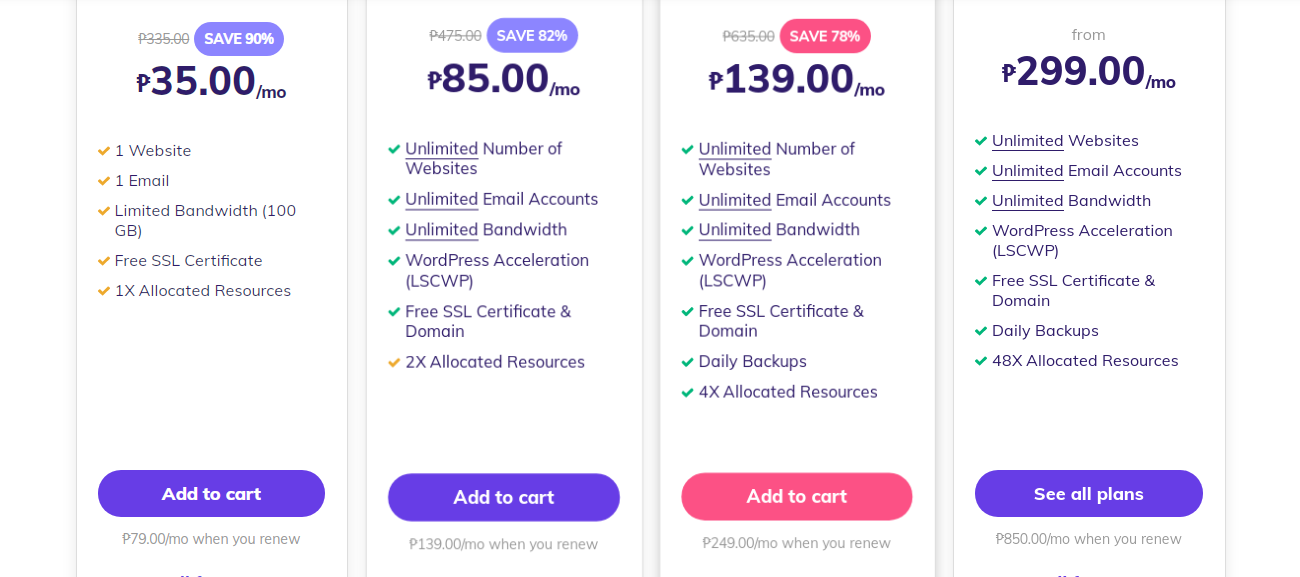 ₱335.00 SAVE 90%
₱35.00/mo
1 Website
1 Email
Limited Bandwidth (100
GB)
Free SSL Certificate
1X Allocated Resources
Add to cart
₱79.00/mo when you renew
₱475.00 SAVE 82%
₱85.00/mo
Unlimited Number of
Websites
Unlimited Email Accounts
Unlimited Bandwidth
WordPress Acceleration
(LSCWP)
Free SSL Certificate &
Domain
2X Allocated Resources
Add to cart
₱139.00/mo when you renew
₱635.00 SAVE 78%
₱139.00/mo
Unlimited Number of
Websites
Unlimited Email Accounts
Unlimited Bandwidth
WordPress Acceleration
(LSCWP)
Free SSL Certificate &
Domain
Daily Backups
4X Allocated Resources
Add to cart
₱249.00/mo when you renew
from
₱299.00/mo
Unlimited Websites
Unlimited Email Accounts
Unlimited Bandwidth
WordPress Acceleration
(LSCWP)
Free SSL Certificate &
Domain
Daily Backups
48X Allocated Resources
See all plans
₱850.00/mo when you renew